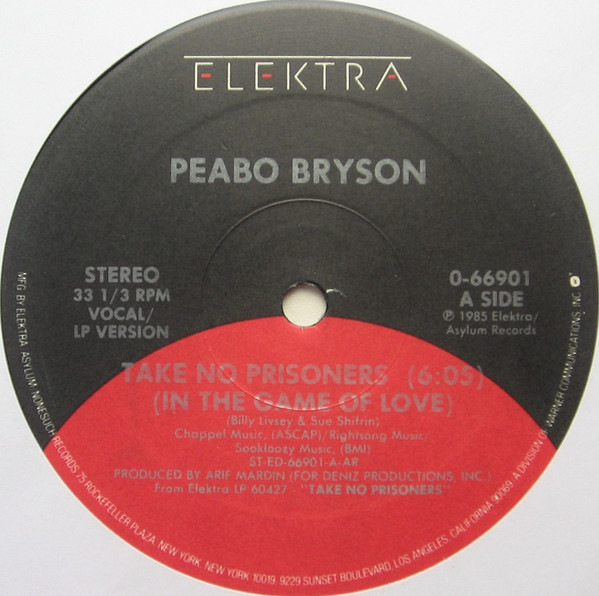 ELEKTRA
PEABO BRYSON
STEREO
33 1/3 RPM
VOCAL/
LP VERSION
0-66901
A SIDE
℗ 1985 Elektra/
Asylum Records
TAKE NO PRISONERS (6:05)
(IN THE GAME OF LOVE)
(Billy Livsey & Sue Shifrin)
Chappel Music, (ASCAP)/Rightsong Music/
Sookloozy Music, (BMI)
ST-ED-66901-A-AR
PRODUCED BY ARIF MARDIN (FOR DENIZ PRODUCTIONS, INC.)
From Elektra LP 60427 - "TAKE NO PRISONERS"
MFG. BY ELEKTRA, ASYLUM, NONESUCH RECORDS 75 ROCKEFELLER PLAZA, NEW YORK, NEW YORK 10019. 9229 SUNSET BOULEVARD, LOS ANGELES, CALIFORNIA 90069. A DIVISION OF WARNER COMMUNICATIONS, INC.